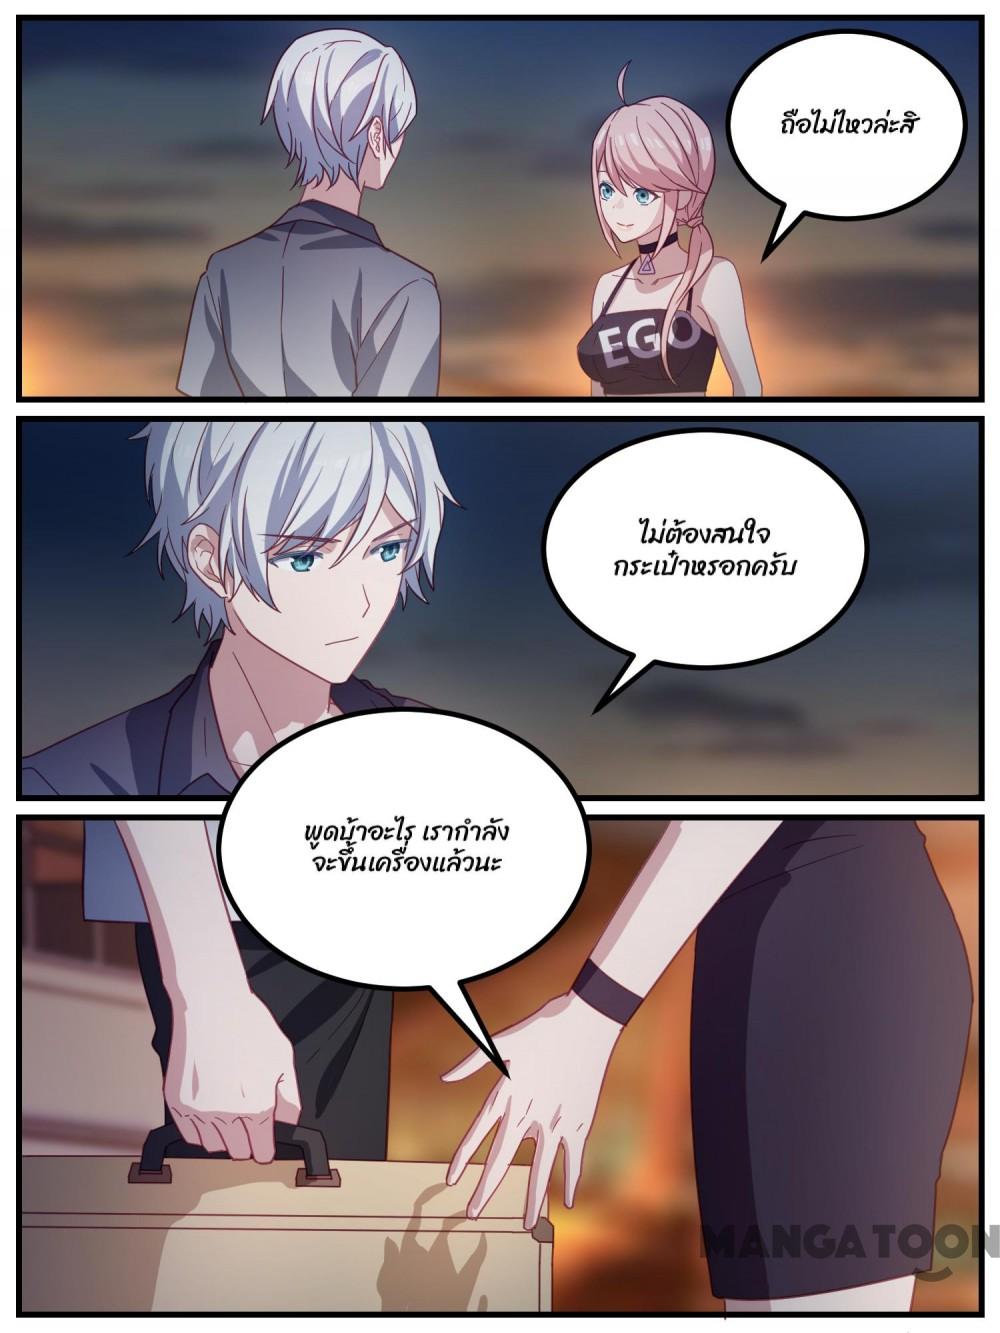 ถือไม่ไหวล่ะสิ
EGO
ไม่ต้องสนใจ
กระเป๋าหรอกครับ
พูดบ้าอะไร เรากำลัง
จะขึ้นเครื่องแล้วนะ
MANGATOON